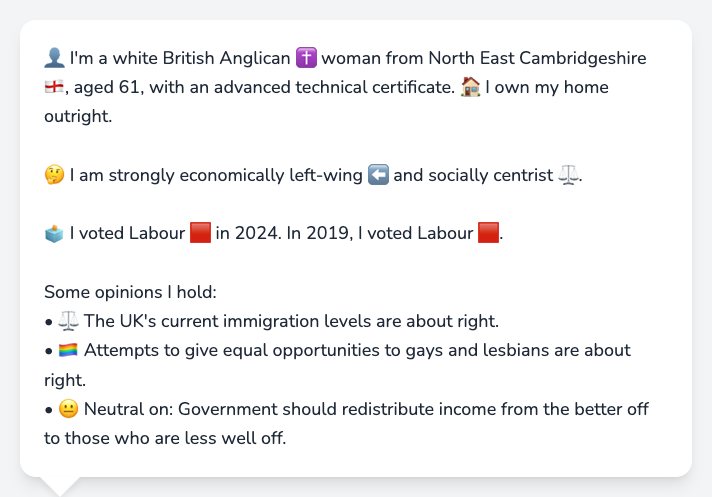 👤 I'm a white British Anglican ✝️ woman from North East Cambridgeshire
🏴󠁧󠁢󠁥󠁮󠁧󠁿, aged 61, with an advanced technical certificate. 🏠 I own my home
outright.
🤔 I am strongly economically left-wing ⬅️ and socially centrist ⚖️.
🗳️ I voted Labour 🟥 in 2024. In 2019, I voted Labour 🟥.
Some opinions I hold:
• ⚖️ The UK's current immigration levels are about right.
• 🏳️‍🌈 Attempts to give equal opportunities to gays and lesbians are about
right.
• 😐 Neutral on: Government should redistribute income from the better off
to those who are less well off.